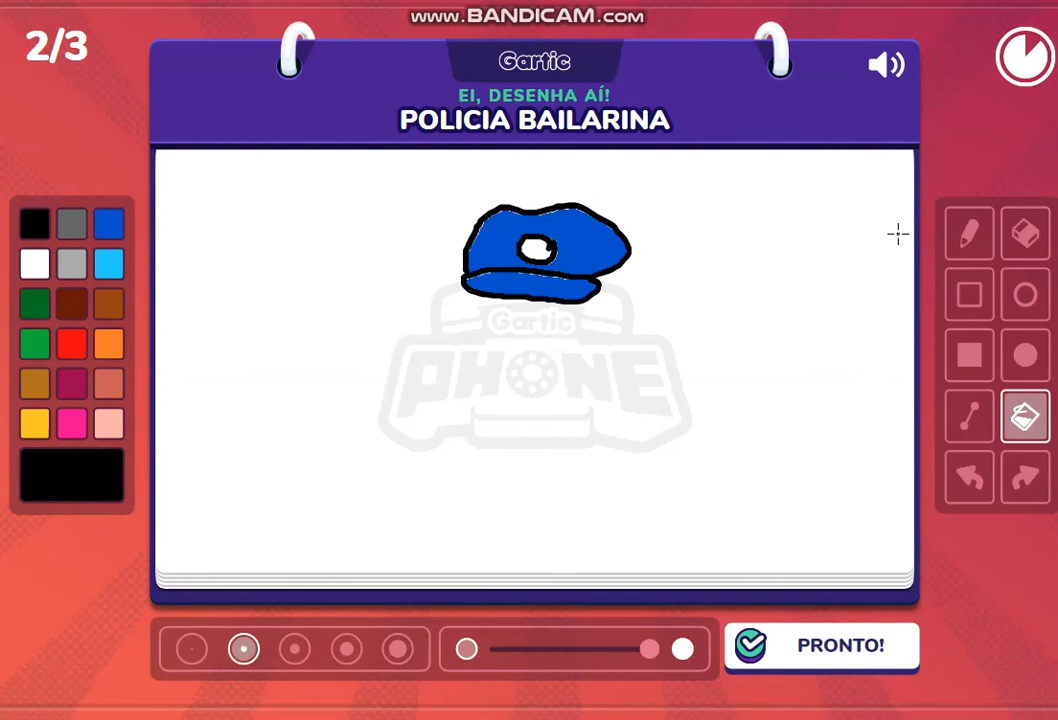 www.BANDICAM.com
2/3
Gartic
EI, DESENHA AÍ!
POLICIA BAILARINA
Gartic
PHONE
PRONTO!